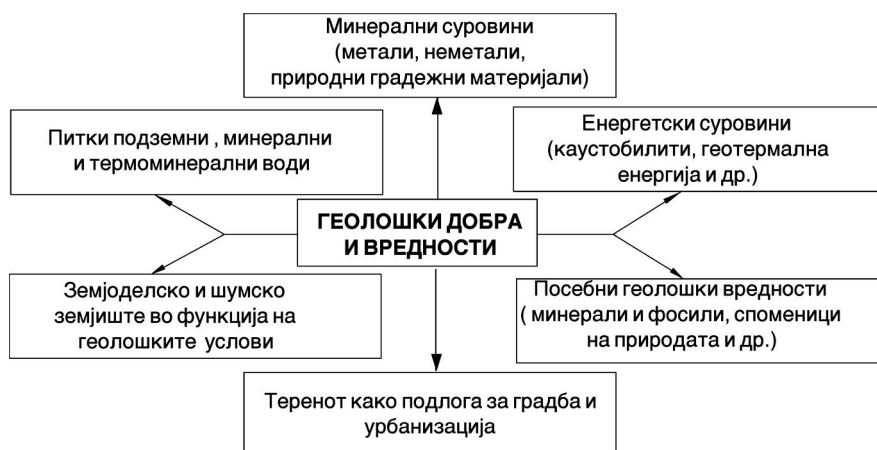 Минерални суровини
(метали, неметали,
природни градежни материјали)
Питки подземни , минерални
и термоминерални води
Енергетски суровини
(каустобилити, геотермална
енергија и др.)
ГЕОЛОШКИ ДОБРА
И ВРЕДНОСТИ
Земјоделско и шумско
земјиште во функција на
геолошките услови
Посебни геолошки вредности
( минерали и фосили, споменици
на природата и др.)
Теренот како подлога за градба и
урбанизација